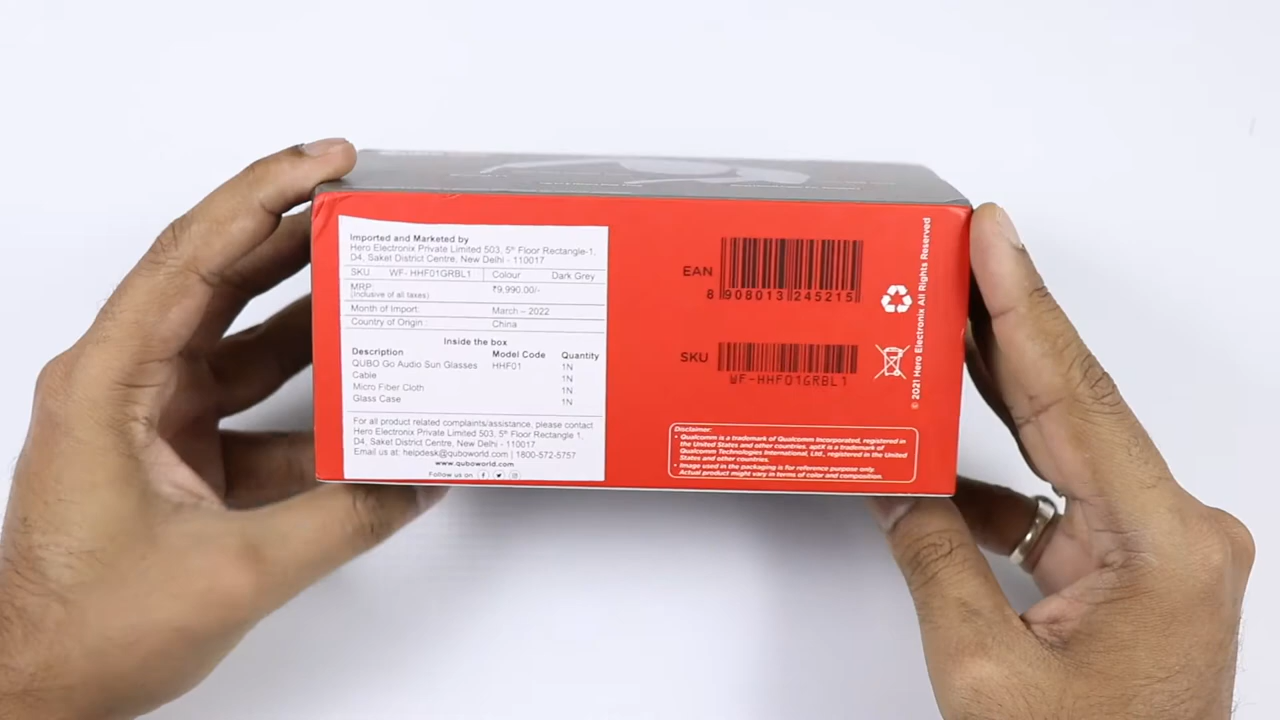 Imported and Marketed by
Hero Electronix Private Limited 503, 5th Floor Rectangle-1,
D4, Saket District Centre, New Delhi - 110017
SKU WF- HHF01GRBL1 Colour Dark Grey
MRP: ₹9,990.00/-
(Inclusive of all taxes)
Month of Import: March – 2022
Country of Origin : China
Inside the box
Description Model Code Quantity
QUBO Go Audio Sun Glasses HHF01 1N
Cable 1N
Micro Fiber Cloth 1N
Glass Case 1N
For all product related complaints/assistance, please contact
Hero Electronix Private Limited 503, 5th Floor Rectangle 1,
D4, Saket District Centre, New Delhi - 110017
Email us at: helpdesk@quboworld.com | 1800-572-5757
www.quboworld.com
Follow us on
EAN
8 908013 245215
SKU
WF-HHF01GRBL1
© 2021 Hero Electronix All Rights Reserved
Disclaimer:
• Qualcomm is a trademark of Qualcomm Incorporated, registered in
the United States and other countries. aptX is a trademark of
Qualcomm Technologies International, Ltd., registered in the United
States and other countries.
• Image used in the packaging is for reference purpose only.
Actual product might vary in terms of color and composition.